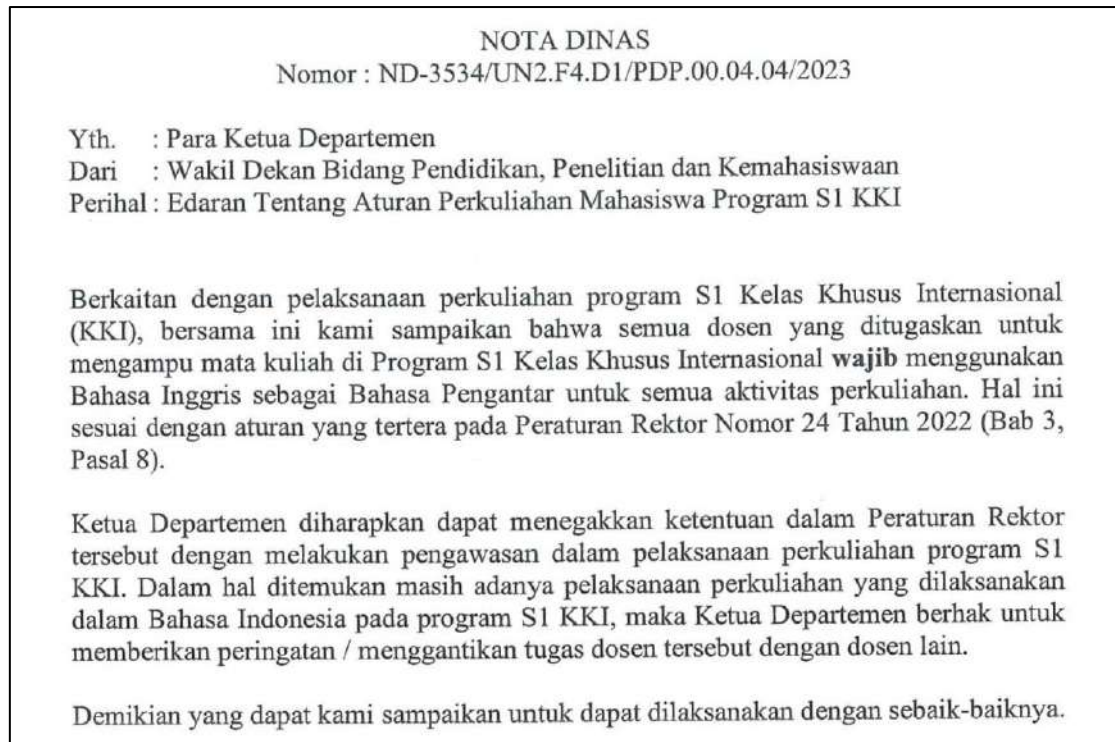 NOTA DINAS
Nomor : ND-3534/UN2.F4.D1/PDP.00.04.04/2023
Yth. : Para Ketua Departemen
Dari : Wakil Dekan Bidang Pendidikan, Penelitian dan Kemahasiswaan
Perihal : Edaran Tentang Aturan Perkuliahan Mahasiswa Program S1 KKI
Berkaitan dengan pelaksanaan perkuliahan program S1 Kelas Khusus Internasional
(KKI), bersama ini kami sampaikan bahwa semua dosen yang ditugaskan untuk
mengampu mata kuliah di Program S1 Kelas Khusus Internasional wajib menggunakan
Bahasa Inggris sebagai Bahasa Pengantar untuk semua aktivitas perkuliahan. Hal ini
sesuai dengan aturan yang tertera pada Peraturan Rektor Nomor 24 Tahun 2022 (Bab 3,
Pasal 8).
Ketua Departemen diharapkan dapat menegakkan ketentuan dalam Peraturan Rektor
tersebut dengan melakukan pengawasan dalam pelaksanaan perkuliahan program S1
KKI. Dalam hal ditemukan masih adanya pelaksanaan perkuliahan yang dilaksanakan
dalam Bahasa Indonesia pada program S1 KKI, maka Ketua Departemen berhak untuk
memberikan peringatan / menggantikan tugas dosen tersebut dengan dosen lain.
Demikian yang dapat kami sampaikan untuk dapat dilaksanakan dengan sebaik-baiknya.